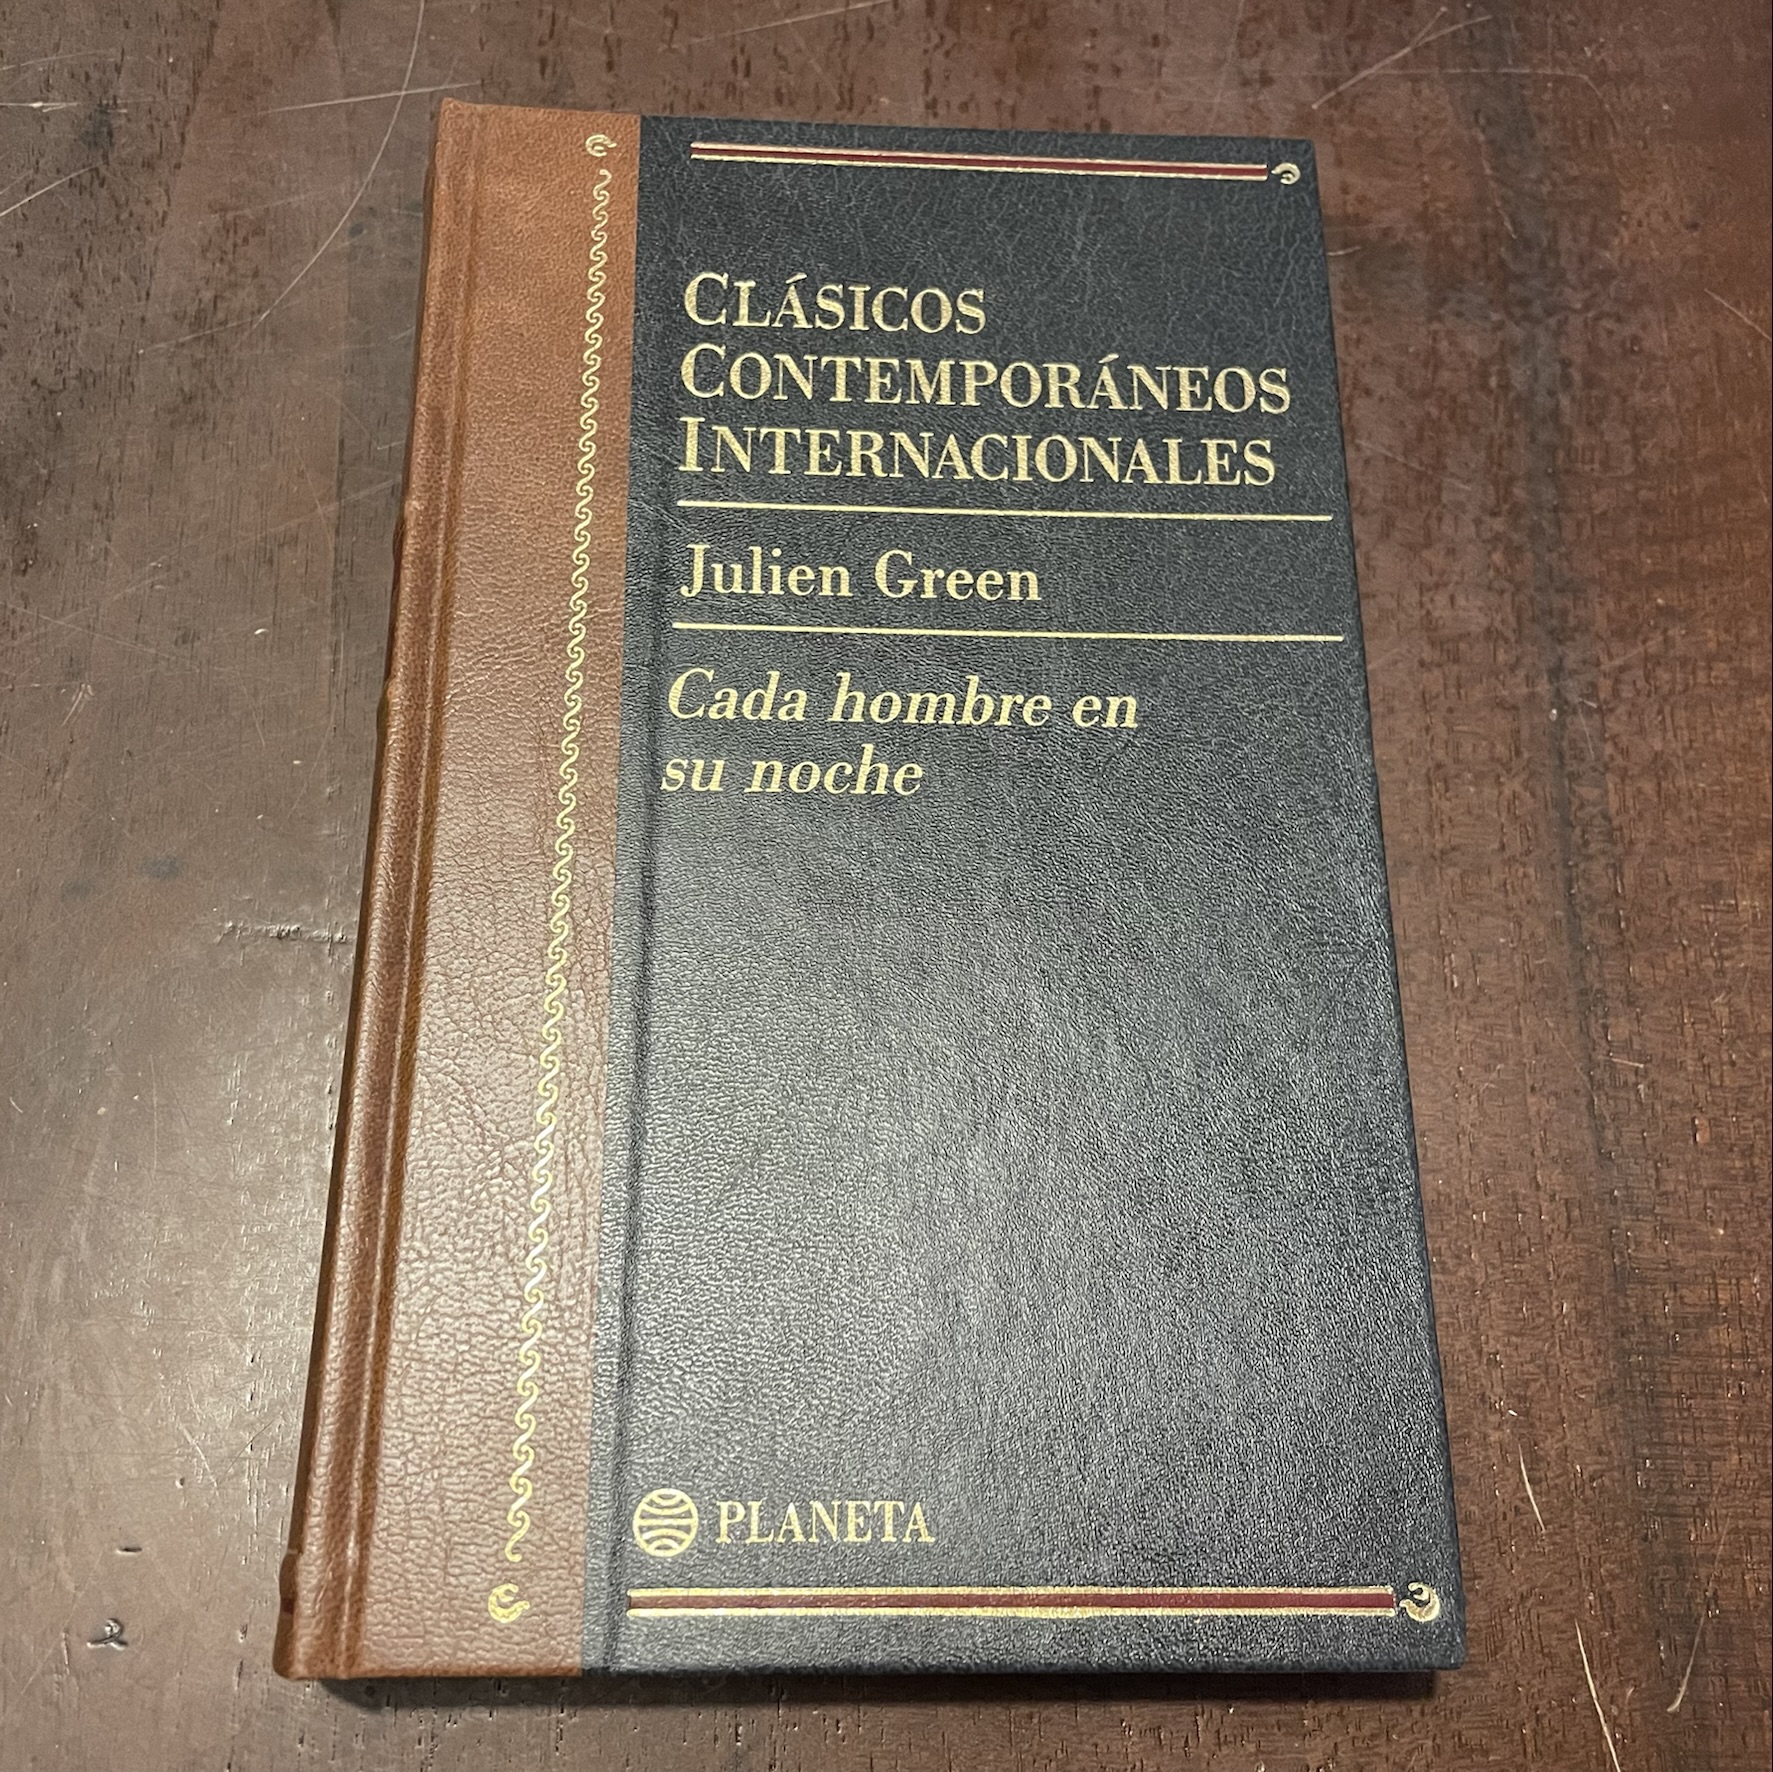 CLÁSICOS
CONTEMPORÁNEOS
INTERNACIONALES
Julien Green
Cada hombre en
su noche
PLANETA